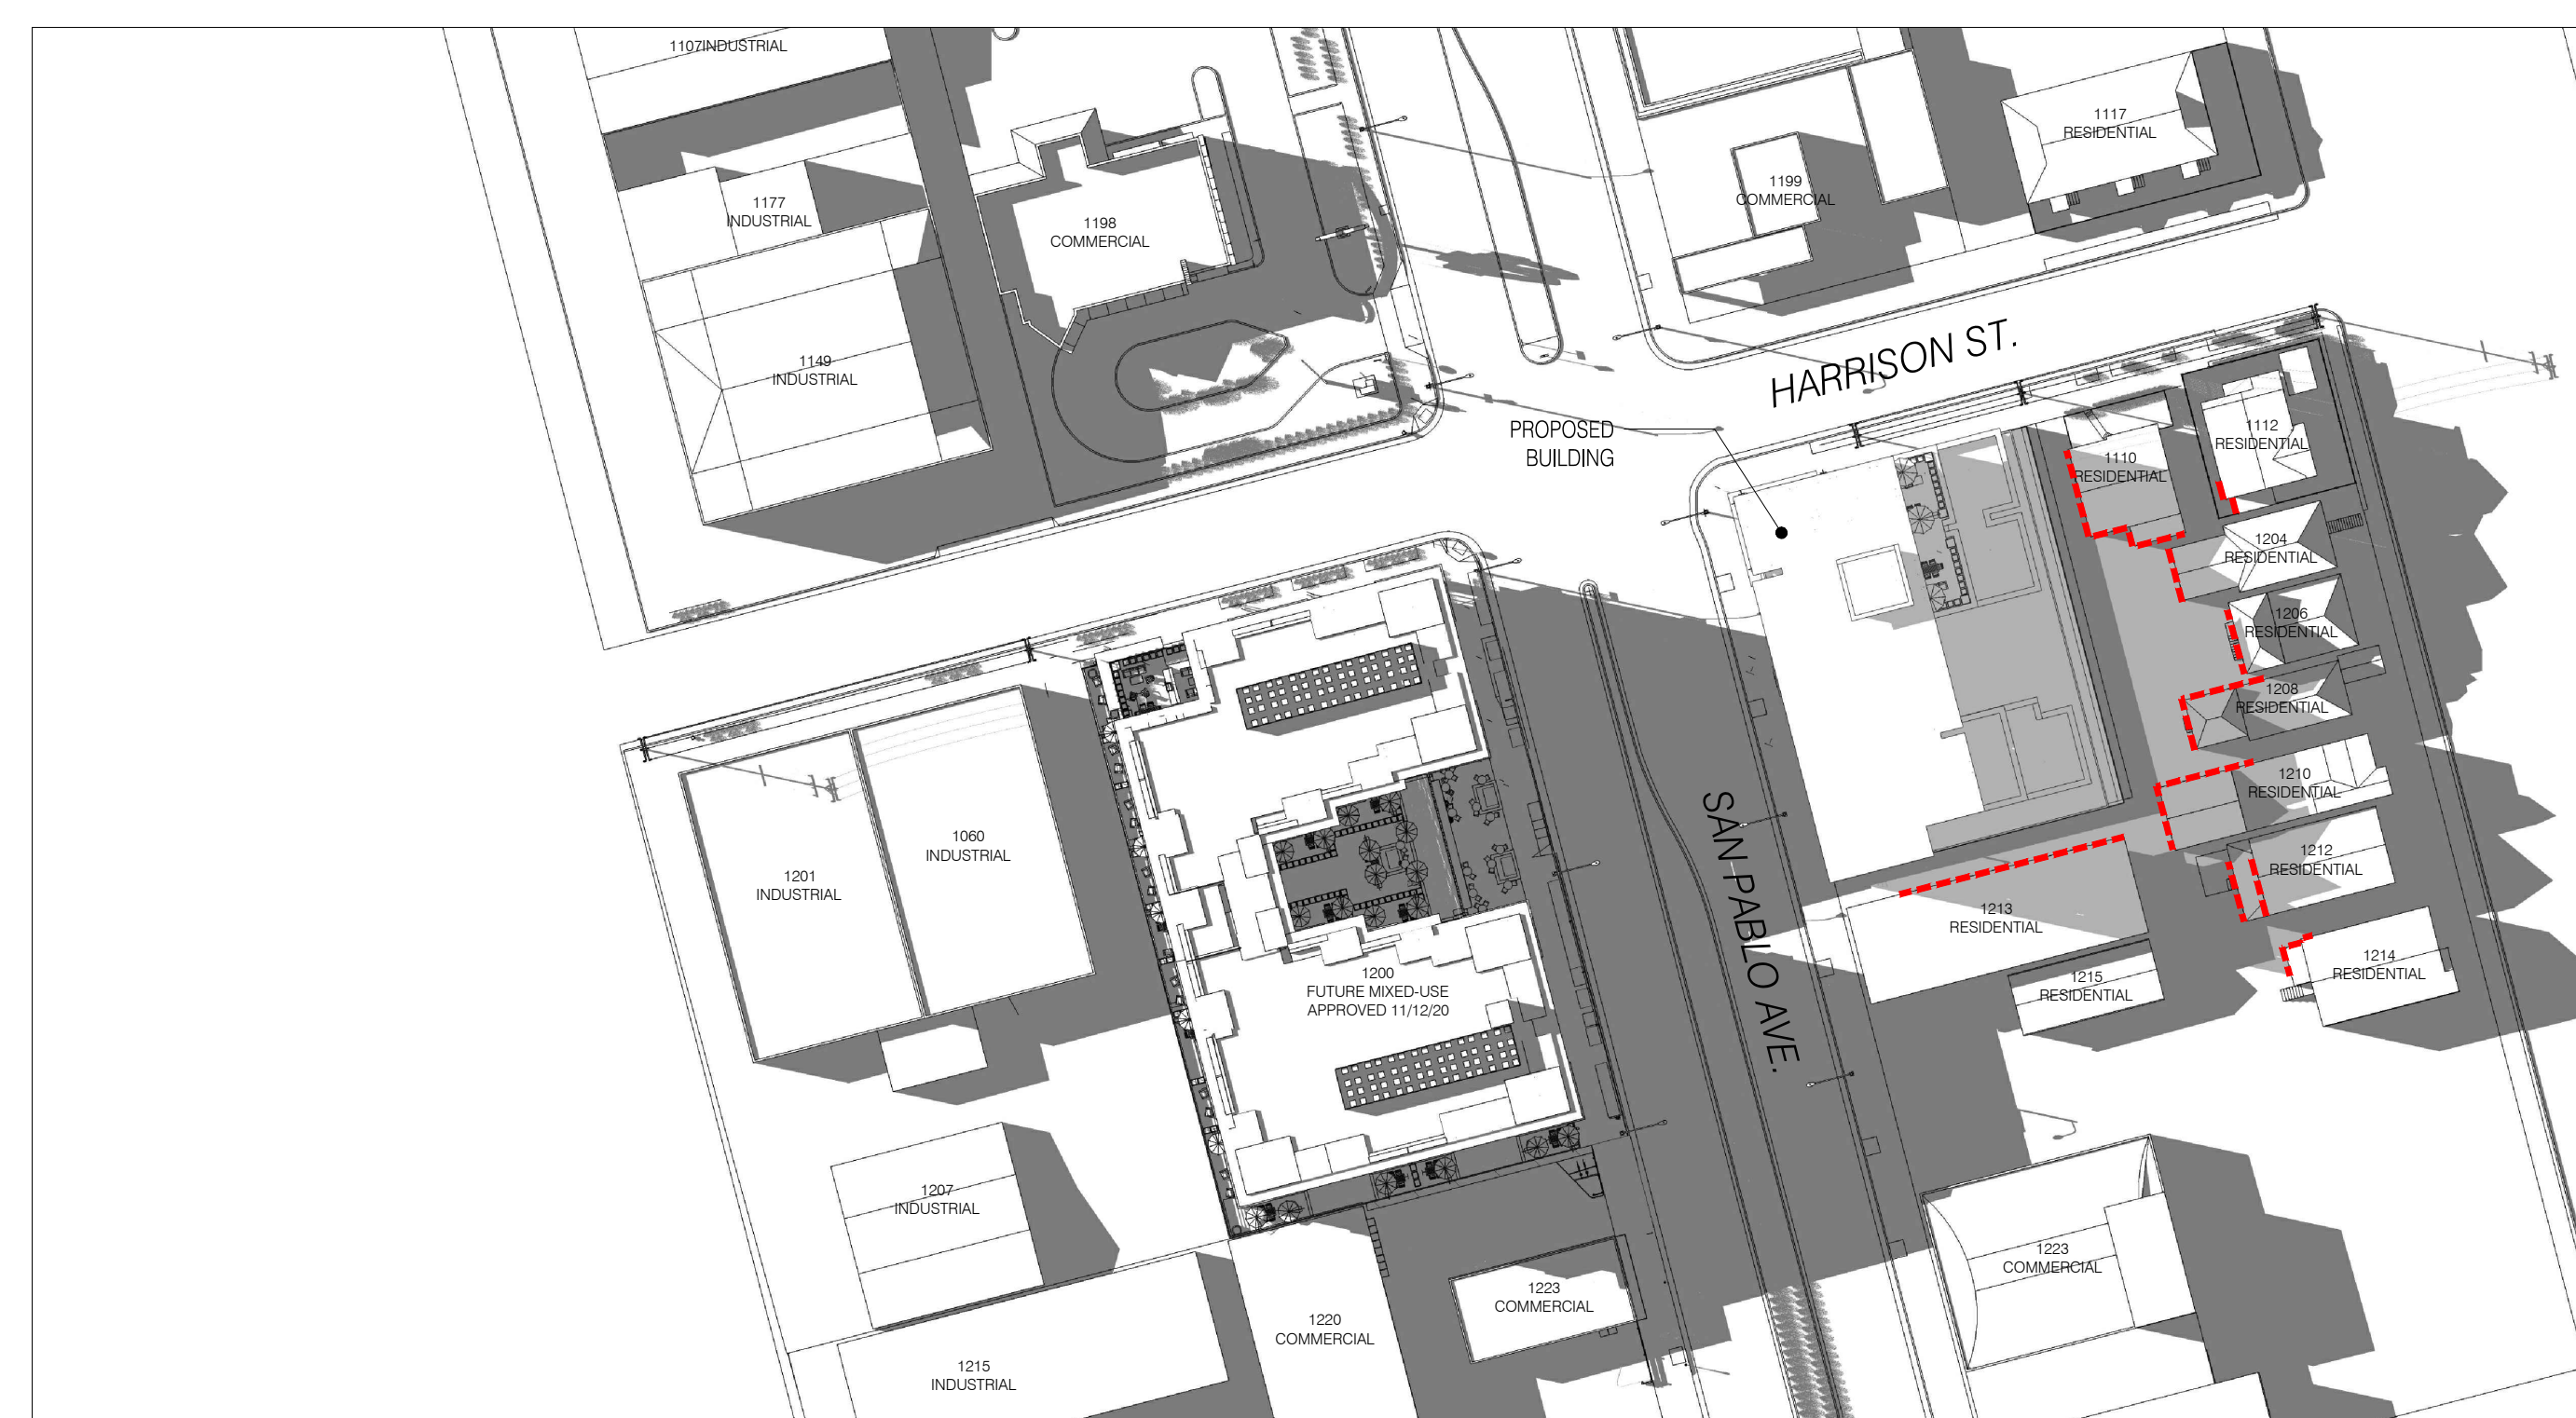 1107INDUSTRIAL
1177
INDUSTRIAL
1198
COMMERCIAL
1149
INDUSTRIAL
1199
COMMERCIAL
1117
RESIDENTIAL
HARRISON ST.
PROPOSED
BUILDING
1110
RESIDENTIAL
1112
RESIDENTIAL
1204
RESIDENTIAL
1206
RESIDENTIAL
1208
RESIDENTIAL
1210
RESIDENTIAL
1212
RESIDENTIAL
1213
RESIDENTIAL
1214
RESIDENTIAL
1215
RESIDENTIAL
SAN PABLO AVE.
1060
INDUSTRIAL
1201
INDUSTRIAL
1200
FUTURE MIXED-USE
APPROVED 11/12/20
1207
INDUSTRIAL
1223
COMMERCIAL
1223
COMMERCIAL
1220
COMMERCIAL
1215
INDUSTRIAL